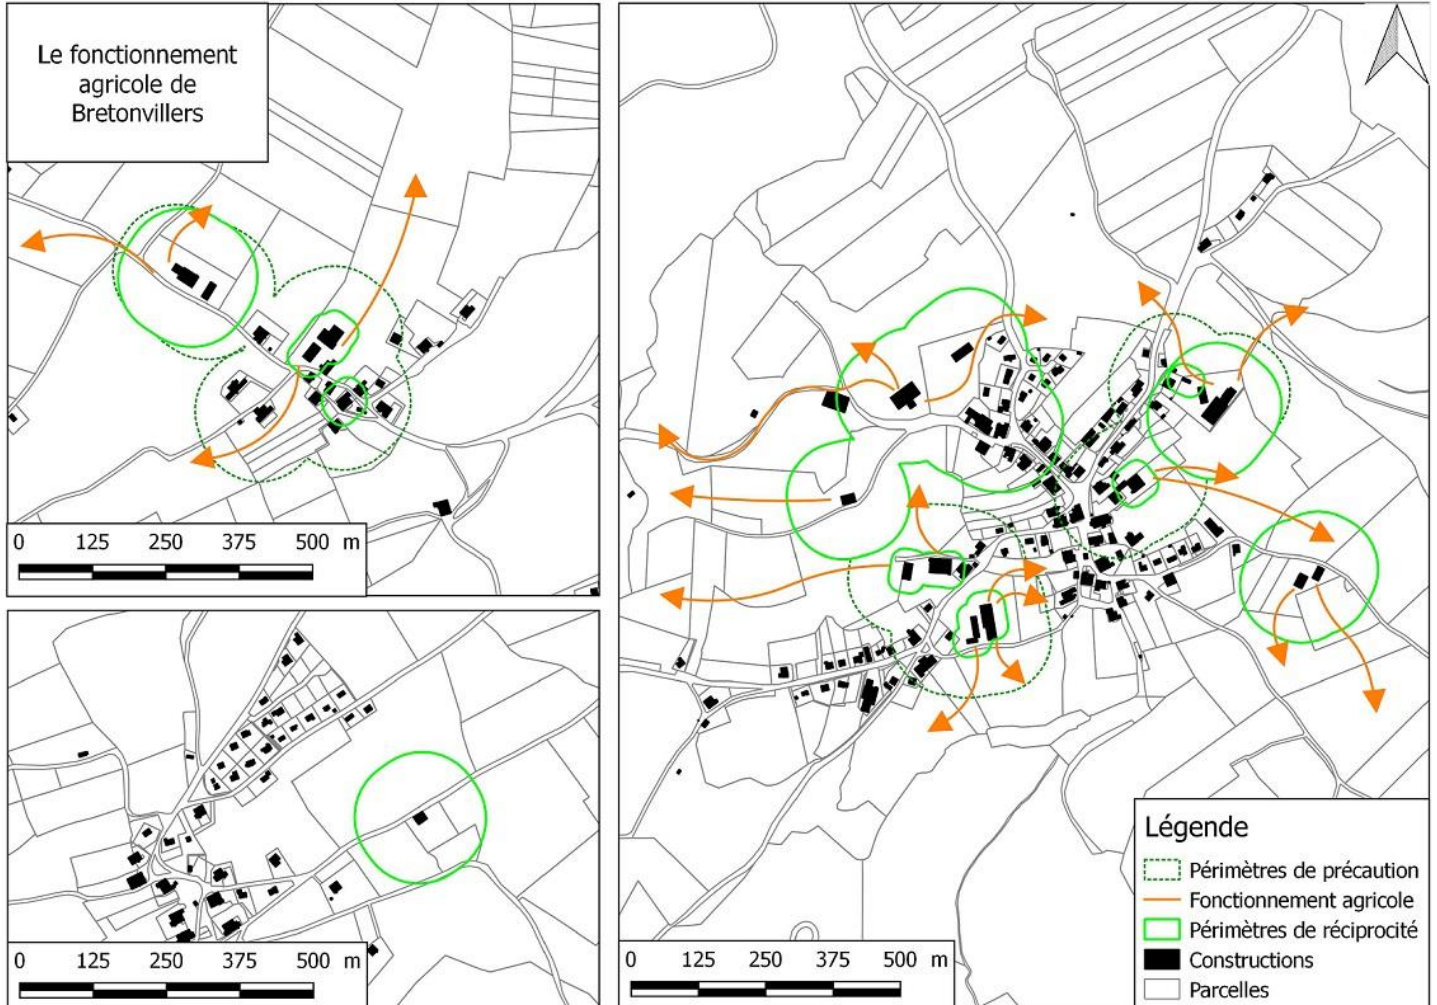 Le fonctionnement
agricole de
Bretonvillers
0 125 250 375 500 m
0 125 250 375 500 m
0 125 250 375 500 m
Légende
Périmètres de précaution
Fonctionnement agricole
Périmètres de réciprocité
Constructions
Parcelles